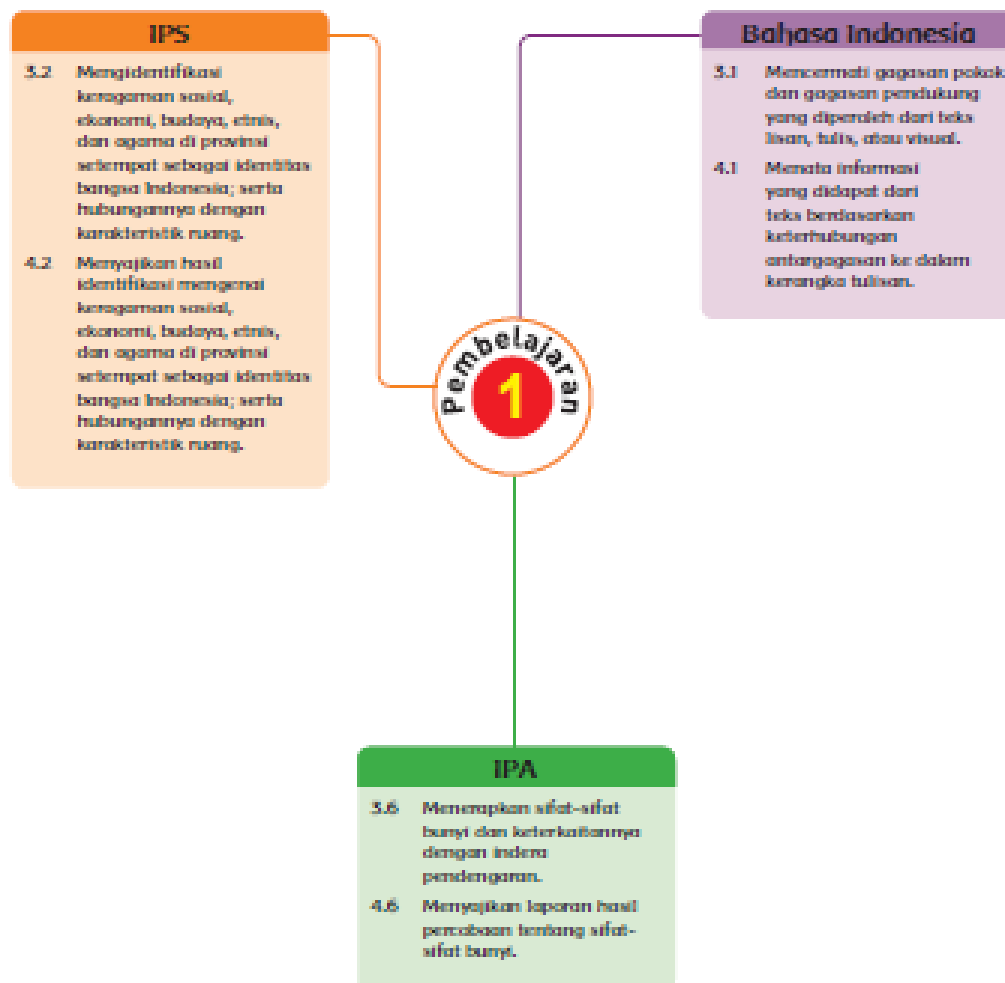 IPS
3.2 Mengidentifikasi
keragaman sosial,
ekonomi, budaya, etnis,
dan agama di provinsi
setempat sebagai identitas
bangsa Indonesia; serta
hubungannya dengan
karakteristik ruang.
4.2 Menyajikan hasil
identifikasi mengenai
keragaman sosial,
ekonomi, budaya, etnis,
dan agama di provinsi
setempat sebagai identitas
bangsa Indonesia; serta
hubungannya dengan
karakteristik ruang.
Bahasa Indonesia
3.1 Mencermati gagasan pokok
dan gagasan pendukung
yang diperoleh dari teks
lisan, tulis, atau visual.
4.1 Menata informasi
yang didapat dari
teks berdasarkan
keterhubungan
antargagasan ke dalam
kerangka tulisan.
Pembelajaran
1
IPA
3.6 Menerapkan sifat-sifat
bunyi dan keterkaitannya
dengan indera
pendengaran.
4.6 Menyajikan laporan hasil
percobaan tentang sifat-
sifat bunyi.